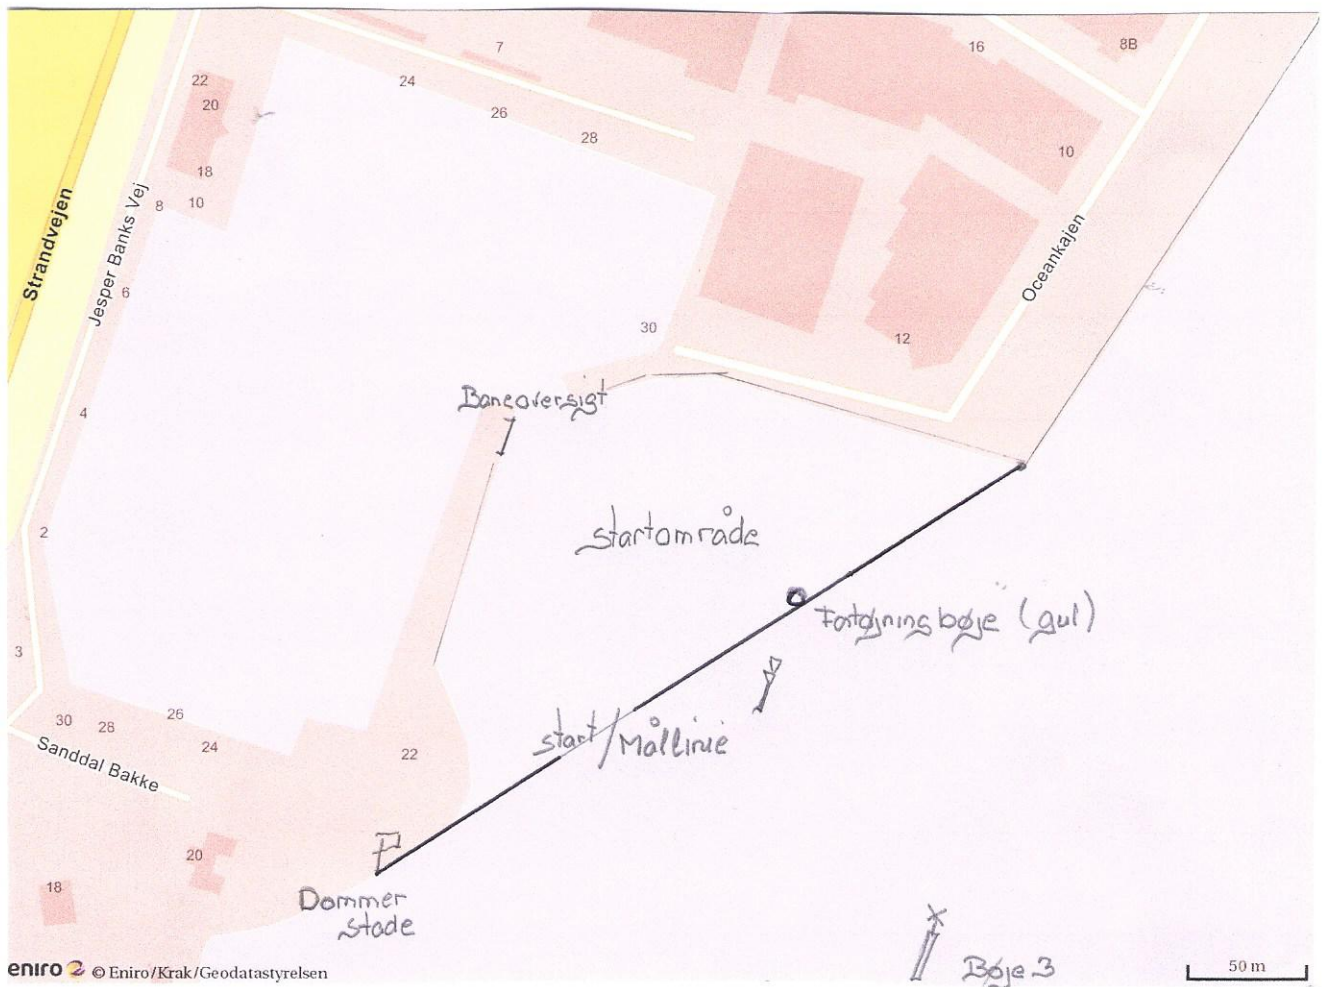 7
16
8B
22
24
20
26
28
10
18
8
10
Strandvejen
Jesper Banks Vej
Oceankajen
6
30
12
Baneoversigt
4
startområde
2
Fortøjningsbøje (gul)
3
30
28
26
24
22
start/Mållinie
Sanddal Bakke
20
18
Dommer
stade
Bøje 3
eniro © Eniro/Krak/Geodatastyrelsen
50 m